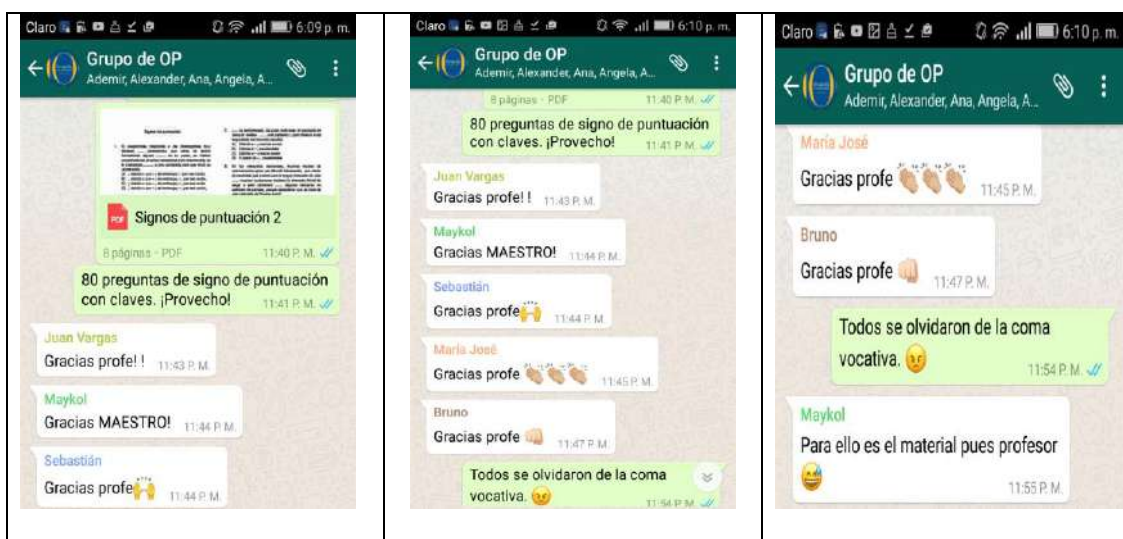 Claro 6:09 p. m.
Grupo de OP
Ademir, Alexander, Ana, Angela, A...
PDF
Signos de puntuación 2
8 páginas - PDF 11:40 P. M.
80 preguntas de signo de puntuación
con claves. ¡Provecho! 11:41 P. M.
Juan Vargas
Gracias profe! ! 11:43 P. M.
Maykol
Gracias MAESTRO! 11:44 P. M.
Sebastián
Gracias profe🙌 11:44 P. M.
Claro 6:10 p. m.
Grupo de OP
Ademir, Alexander, Ana, Angela, A...
8 páginas - PDF 11:40 P. M.
80 preguntas de signo de puntuación
con claves. ¡Provecho! 11:41 P. M.
Juan Vargas
Gracias profe! ! 11:43 P. M.
Maykol
Gracias MAESTRO! 11:44 P. M.
Sebastián
Gracias profe🙌 11:44 P. M.
María José
Gracias profe 👏👏👏 11:45 P. M.
Bruno
Gracias profe 👊 11:47 P. M.
Todos se olvidaron de la coma
vocativa. 😠 11:54 P. M.
Claro 6:10 p. m.
Grupo de OP
Ademir, Alexander, Ana, Angela, A...
María José
Gracias profe 👏👏👏 11:45 P. M.
Bruno
Gracias profe 👊 11:47 P. M.
Todos se olvidaron de la coma
vocativa. 😠 11:54 P. M.
Maykol
Para ello es el material pues profesor
😅 11:55 P. M.